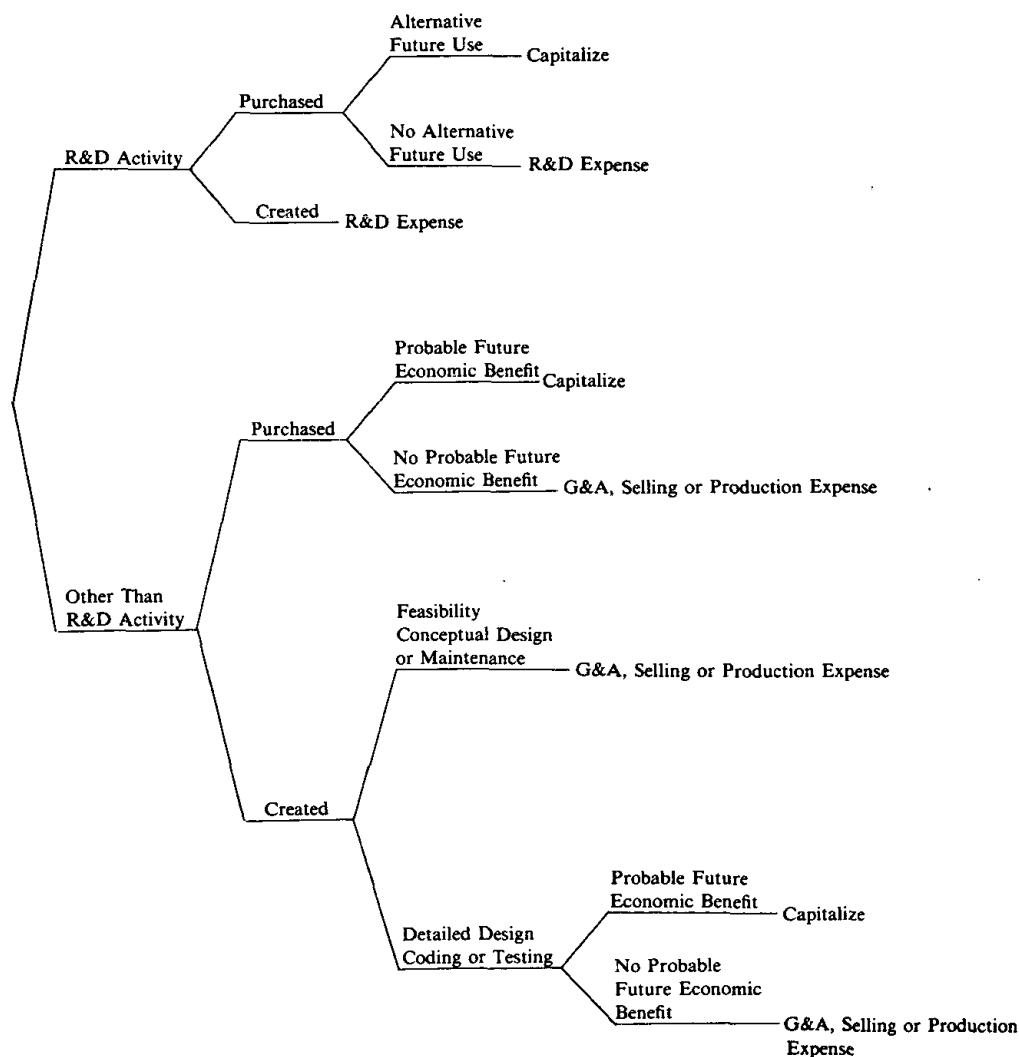 Alternative
Future Use
Capitalize
Purchased
No Alternative
Future Use
R&D Expense
R&D Activity
Created
R&D Expense
Probable Future
Economic Benefit
Capitalize
Purchased
No Probable Future
Economic Benefit
G&A, Selling or Production Expense
Other Than
R&D Activity
Feasibility
Conceptual Design
or Maintenance
G&A, Selling or Production Expense
Created
Probable Future
Economic Benefit
Capitalize
Detailed Design
Coding or Testing
No Probable
Future Economic
Benefit
G&A, Selling or Production
Expense